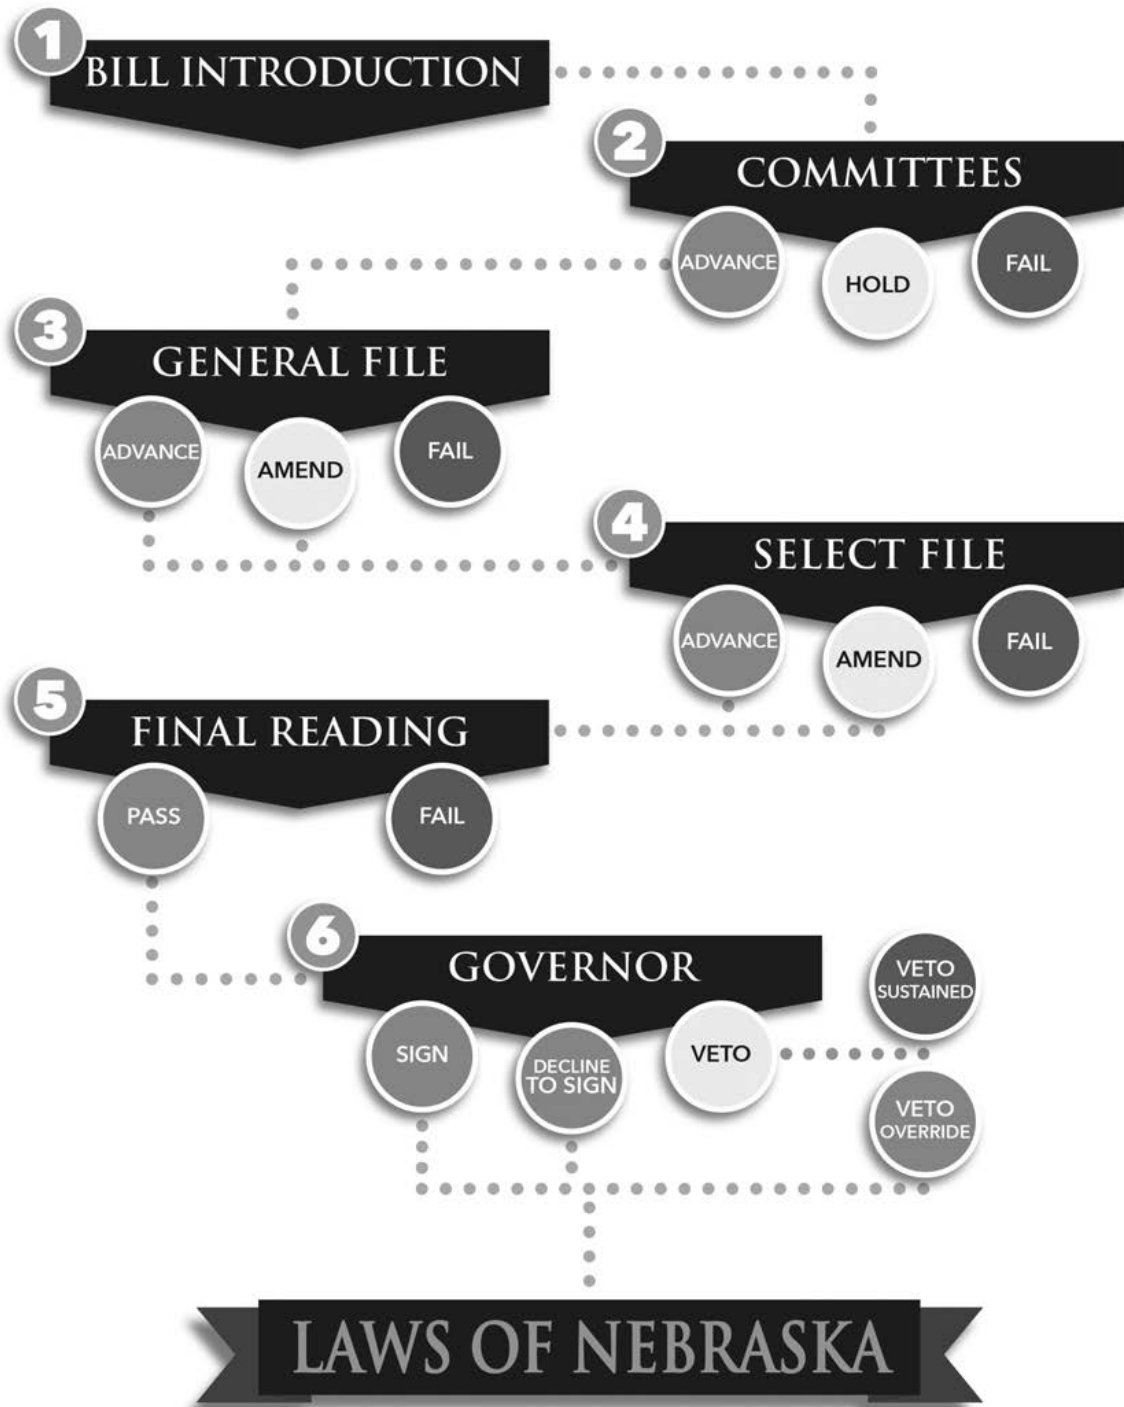 1
BILL INTRODUCTION
2
COMMITTEES
ADVANCE
HOLD
FAIL
3
GENERAL FILE
ADVANCE
AMEND
FAIL
4
SELECT FILE
ADVANCE
AMEND
FAIL
5
FINAL READING
PASS
FAIL
6
GOVERNOR
SIGN
DECLINE
TO SIGN
VETO
VETO
SUSTAINED
VETO
OVERRIDE
LAWS OF NEBRASKA